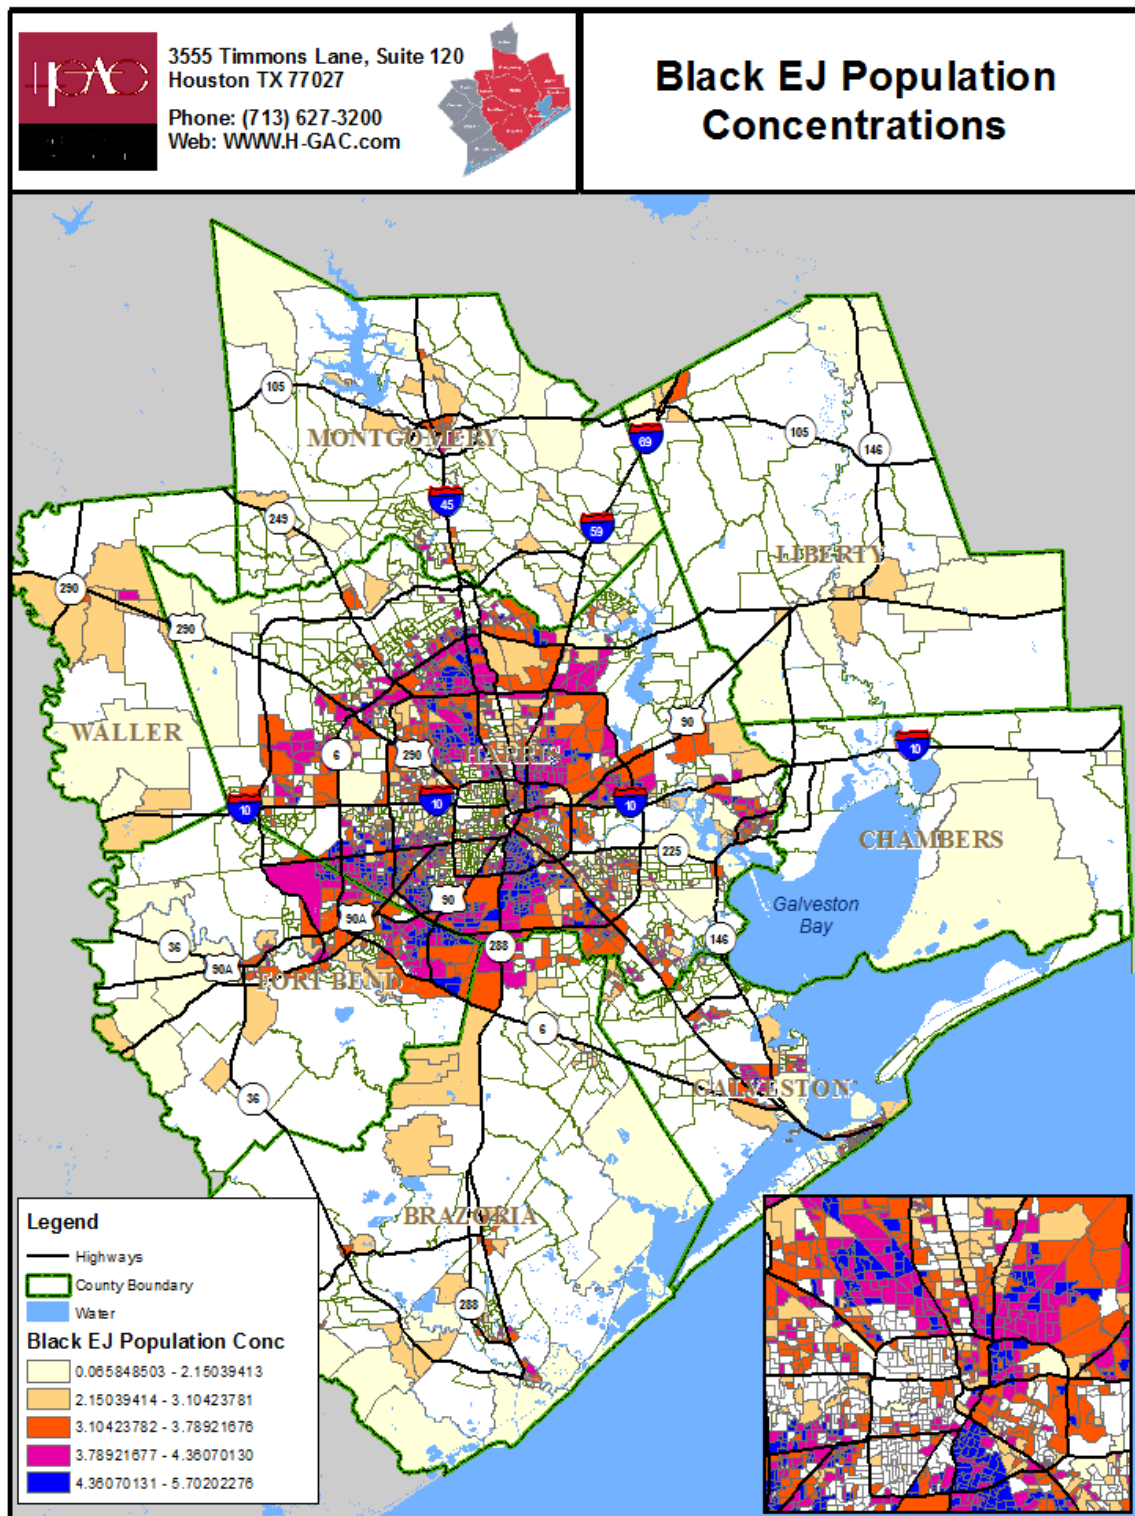 HGAC
3555 Timmons Lane, Suite 120
Houston TX 77027
Phone: (713) 627-3200
Web: WWW.H-GAC.com
Black EJ Population
Concentrations
105
MONTGOMERY
69
105
146
45
249
59
LIBERTY
290
290
WALLER
90
6
290
HARRIS
10
10
10
10
CHAMBERS
225
Galveston
Bay
90
90A
36
288
146
90A
FORT BEND
6
36
GALVESTON
BRAZORIA
288
Legend
Highways
County Boundary
Water
Black EJ Population Conc
0.065848503 - 2.15039413
2.15039414 - 3.10423781
3.10423782 - 3.78921676
3.78921677 - 4.36070130
4.36070131 - 5.70202276